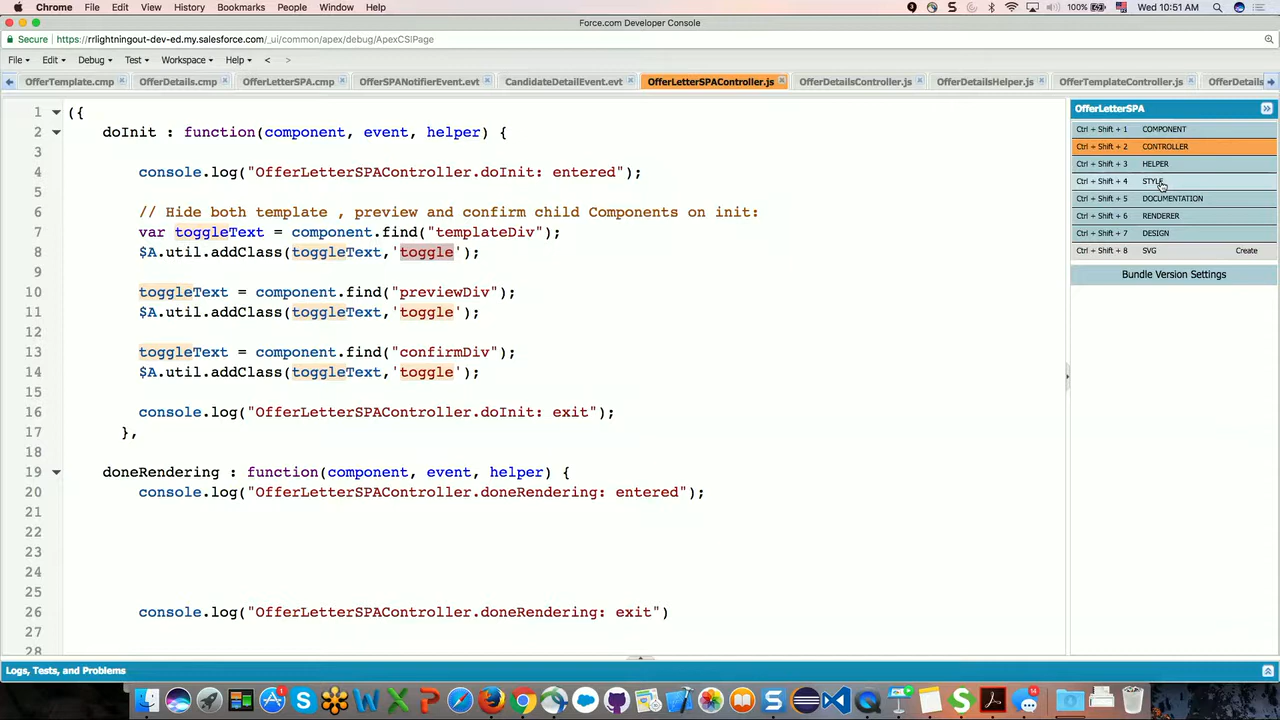 Chrome File Edit View History Bookmarks People Window Help 100% Wed 10:51 AM
Force.com Developer Console
Secure https://rrlightningout-dev-ed.my.salesforce.com/_ui/common/apex/debug/ApexCSIPage
File Edit Debug Test Workspace Help < >
OfferTemplate.cmp OfferDetails.cmp OfferLetterSPA.cmp OfferSPANotifierEvent.evt CandidateDetailEvent.evt OfferLetterSPAController.js OfferDetailsController.js OfferDetailsHelper.js OfferTemplateController.js OfferDetails
1 ({
2 doInit : function(component, event, helper) {
3
4 console.log("OfferLetterSPAController.doInit: entered");
5
6 // Hide both template , preview and confirm child Components on init:
7 var toggleText = component.find("templateDiv");
8 $A.util.addClass(toggleText,'toggle');
9
10 toggleText = component.find("previewDiv");
11 $A.util.addClass(toggleText,'toggle');
12
13 toggleText = component.find("confirmDiv");
14 $A.util.addClass(toggleText,'toggle');
15
16 console.log("OfferLetterSPAController.doInit: exit");
17 },
18
19 doneRendering : function(component, event, helper) {
20 console.log("OfferLetterSPAController.doneRendering: entered");
21
22
23
24
25
26 console.log("OfferLetterSPAController.doneRendering: exit")
27
28
OfferLetterSPA
Ctrl + Shift + 1 COMPONENT
Ctrl + Shift + 2 CONTROLLER
Ctrl + Shift + 3 HELPER
Ctrl + Shift + 4 STYLE
Ctrl + Shift + 5 DOCUMENTATION
Ctrl + Shift + 6 RENDERER
Ctrl + Shift + 7 DESIGN
Ctrl + Shift + 8 SVG Create
Bundle Version Settings
Logs, Tests, and Problems